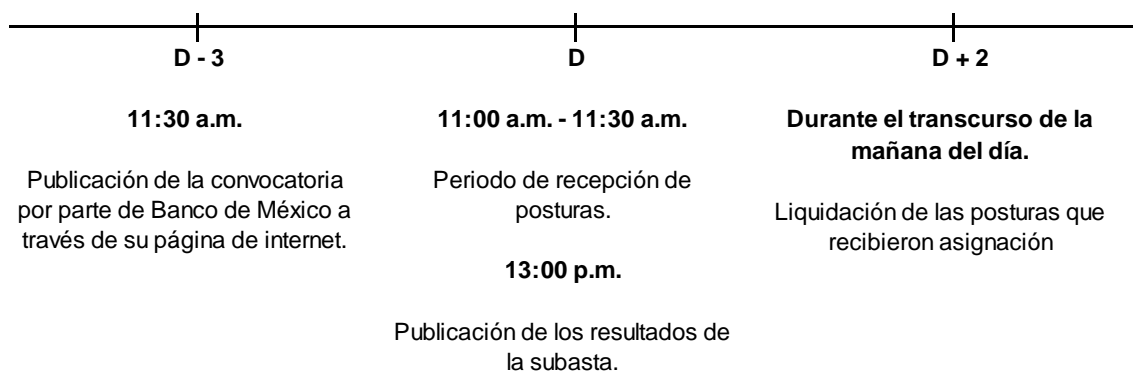 D - 3
11:30 a.m.
Publicación de la convocatoria
por parte de Banco de México a
través de su página de internet.
D
11:00 a.m. - 11:30 a.m.
Periodo de recepción de
posturas.
13:00 p.m.
Publicación de los resultados de
la subasta.
D + 2
Durante el transcurso de la
mañana del día.
Liquidación de las posturas que
recibieron asignación